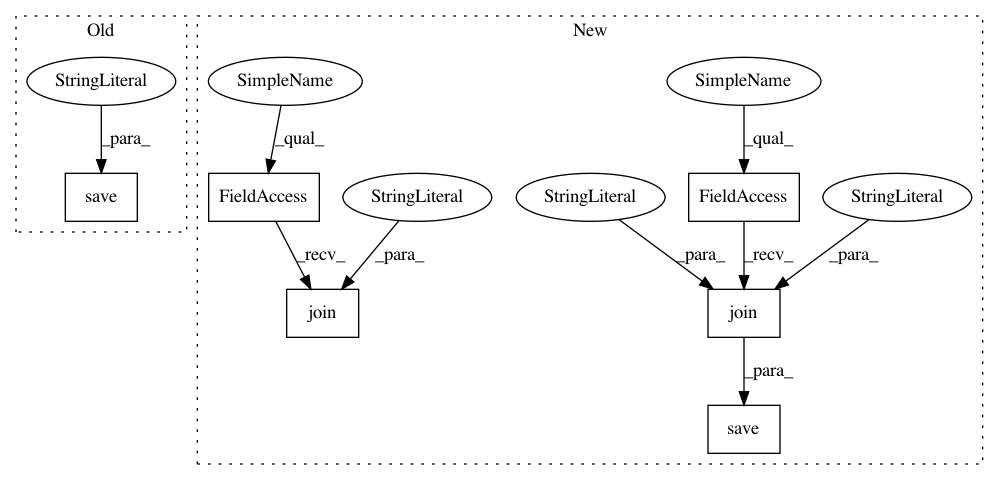 Old
New
StringLiteral
SimpleName
SimpleName
_para_
_qual_
_qual_
save
FieldAccess
StringLiteral
StringLiteral
FieldAccess
StringLiteral
_recv_
_para_
_para_
_recv_
_para_
join
join
_para_
save